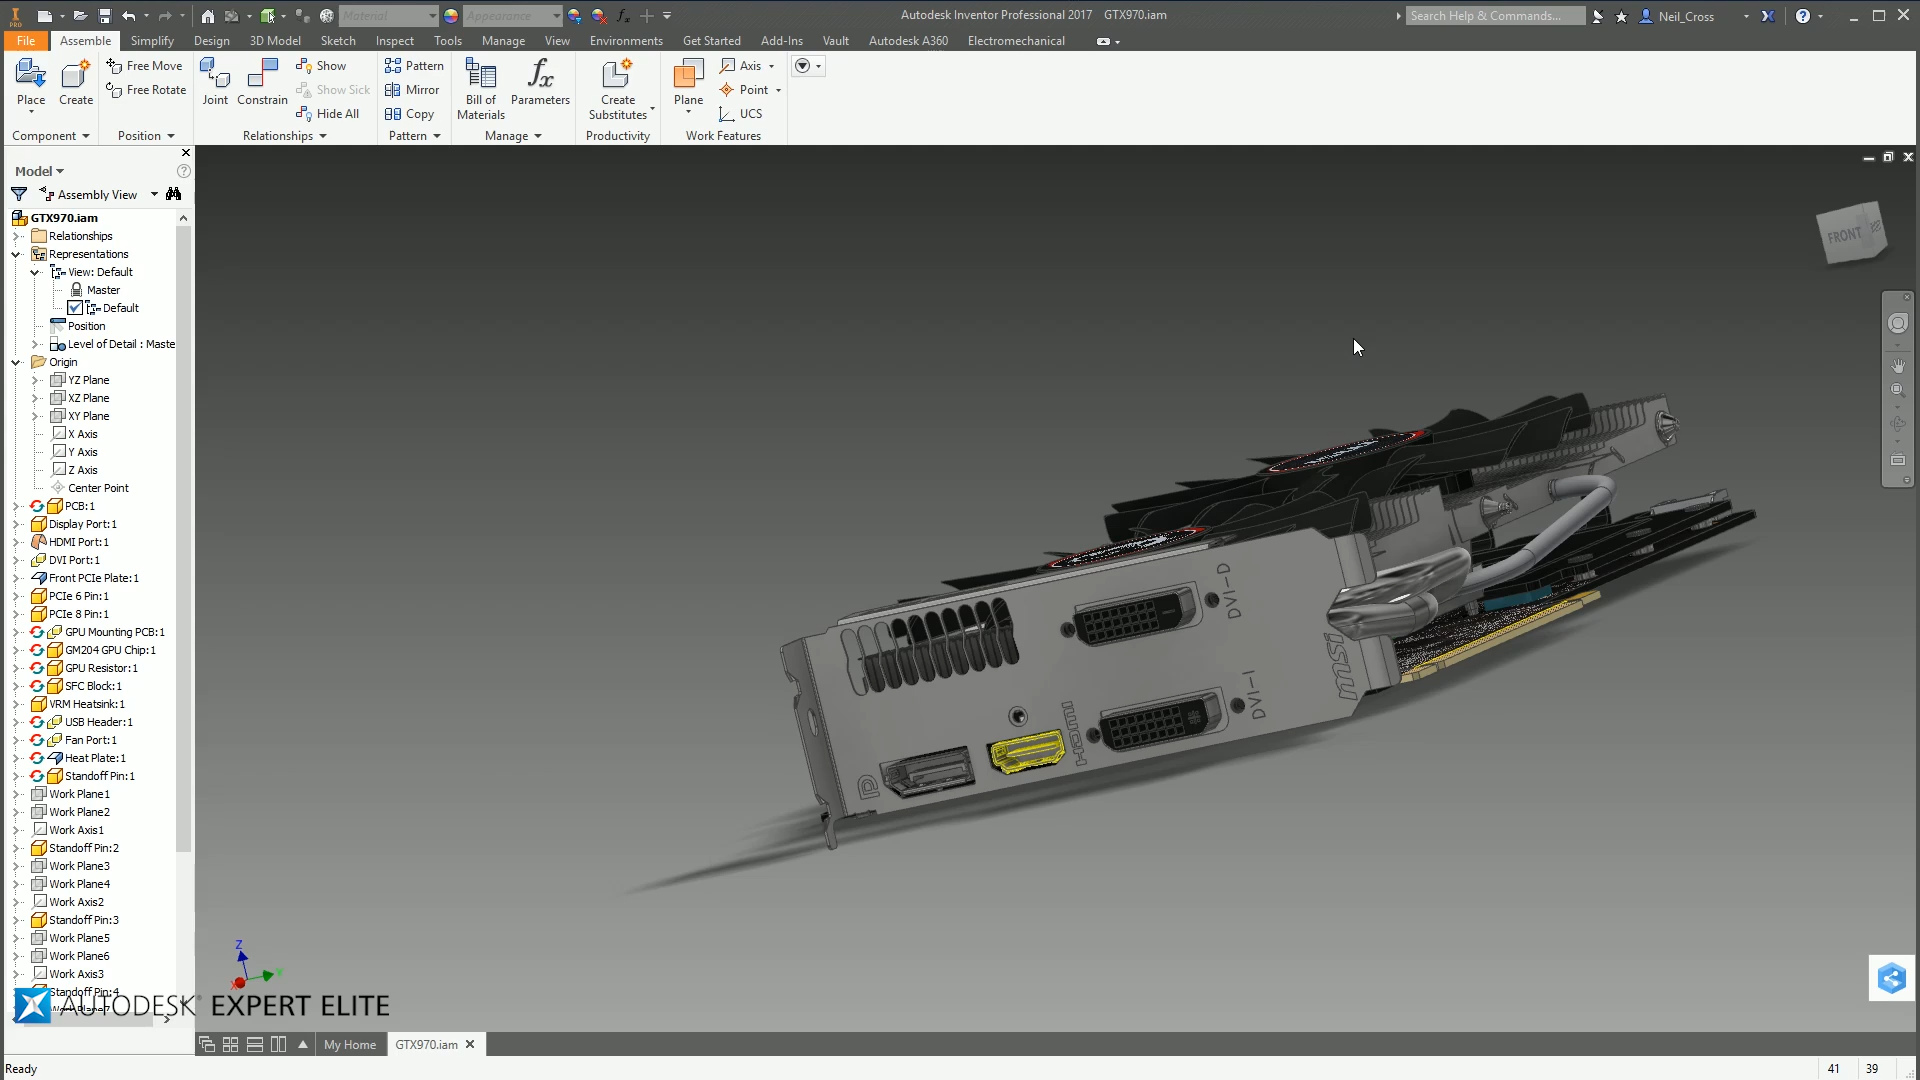 PRO
Material
Appearance
Autodesk Inventor Professional 2017 GTX970.iam
Search Help & Commands...
Neil_Cross
File Assemble Simplify Design 3D Model Sketch Inspect Tools Manage View Environments Get Started Add-Ins Vault Autodesk A360 Electromechanical
Place
Create
Free Move
Free Rotate
Joint
Constrain
Show
Show Sick
Hide All
Pattern
Mirror
Copy
Bill of
Materials
Parameters
Create
Substitutes
Plane
Axis
Point
UCS
Component
Position
Relationships
Pattern
Manage
Productivity
Work Features
Model
Assembly View
GTX970.iam
Relationships
Representations
View: Default
Master
Default
Position
Level of Detail : Maste
Origin
YZ Plane
XZ Plane
XY Plane
X Axis
Y Axis
Z Axis
Center Point
PCB:1
Display Port:1
HDMI Port:1
DVI Port:1
Front PCIe Plate:1
PCIe 6 Pin:1
PCIe 8 Pin:1
GPU Mounting PCB:1
GM204 GPU Chip:1
GPU Resistor:1
SFC Block:1
VRM Heatsink:1
USB Header:1
Fan Port:1
Heat Plate:1
Standoff Pin:1
Work Plane1
Work Plane2
Work Axis1
Standoff Pin:2
Work Plane3
Work Plane4
Work Axis2
Standoff Pin:3
Work Plane5
Work Plane6
Work Axis3
Standoff Pin:4
AUTODESK® EXPERT ELITE
FRONT
DVI-D
DVI-I
HDMI
msi
Z
Y
X
My Home
GTX970.iam
Ready
41 39